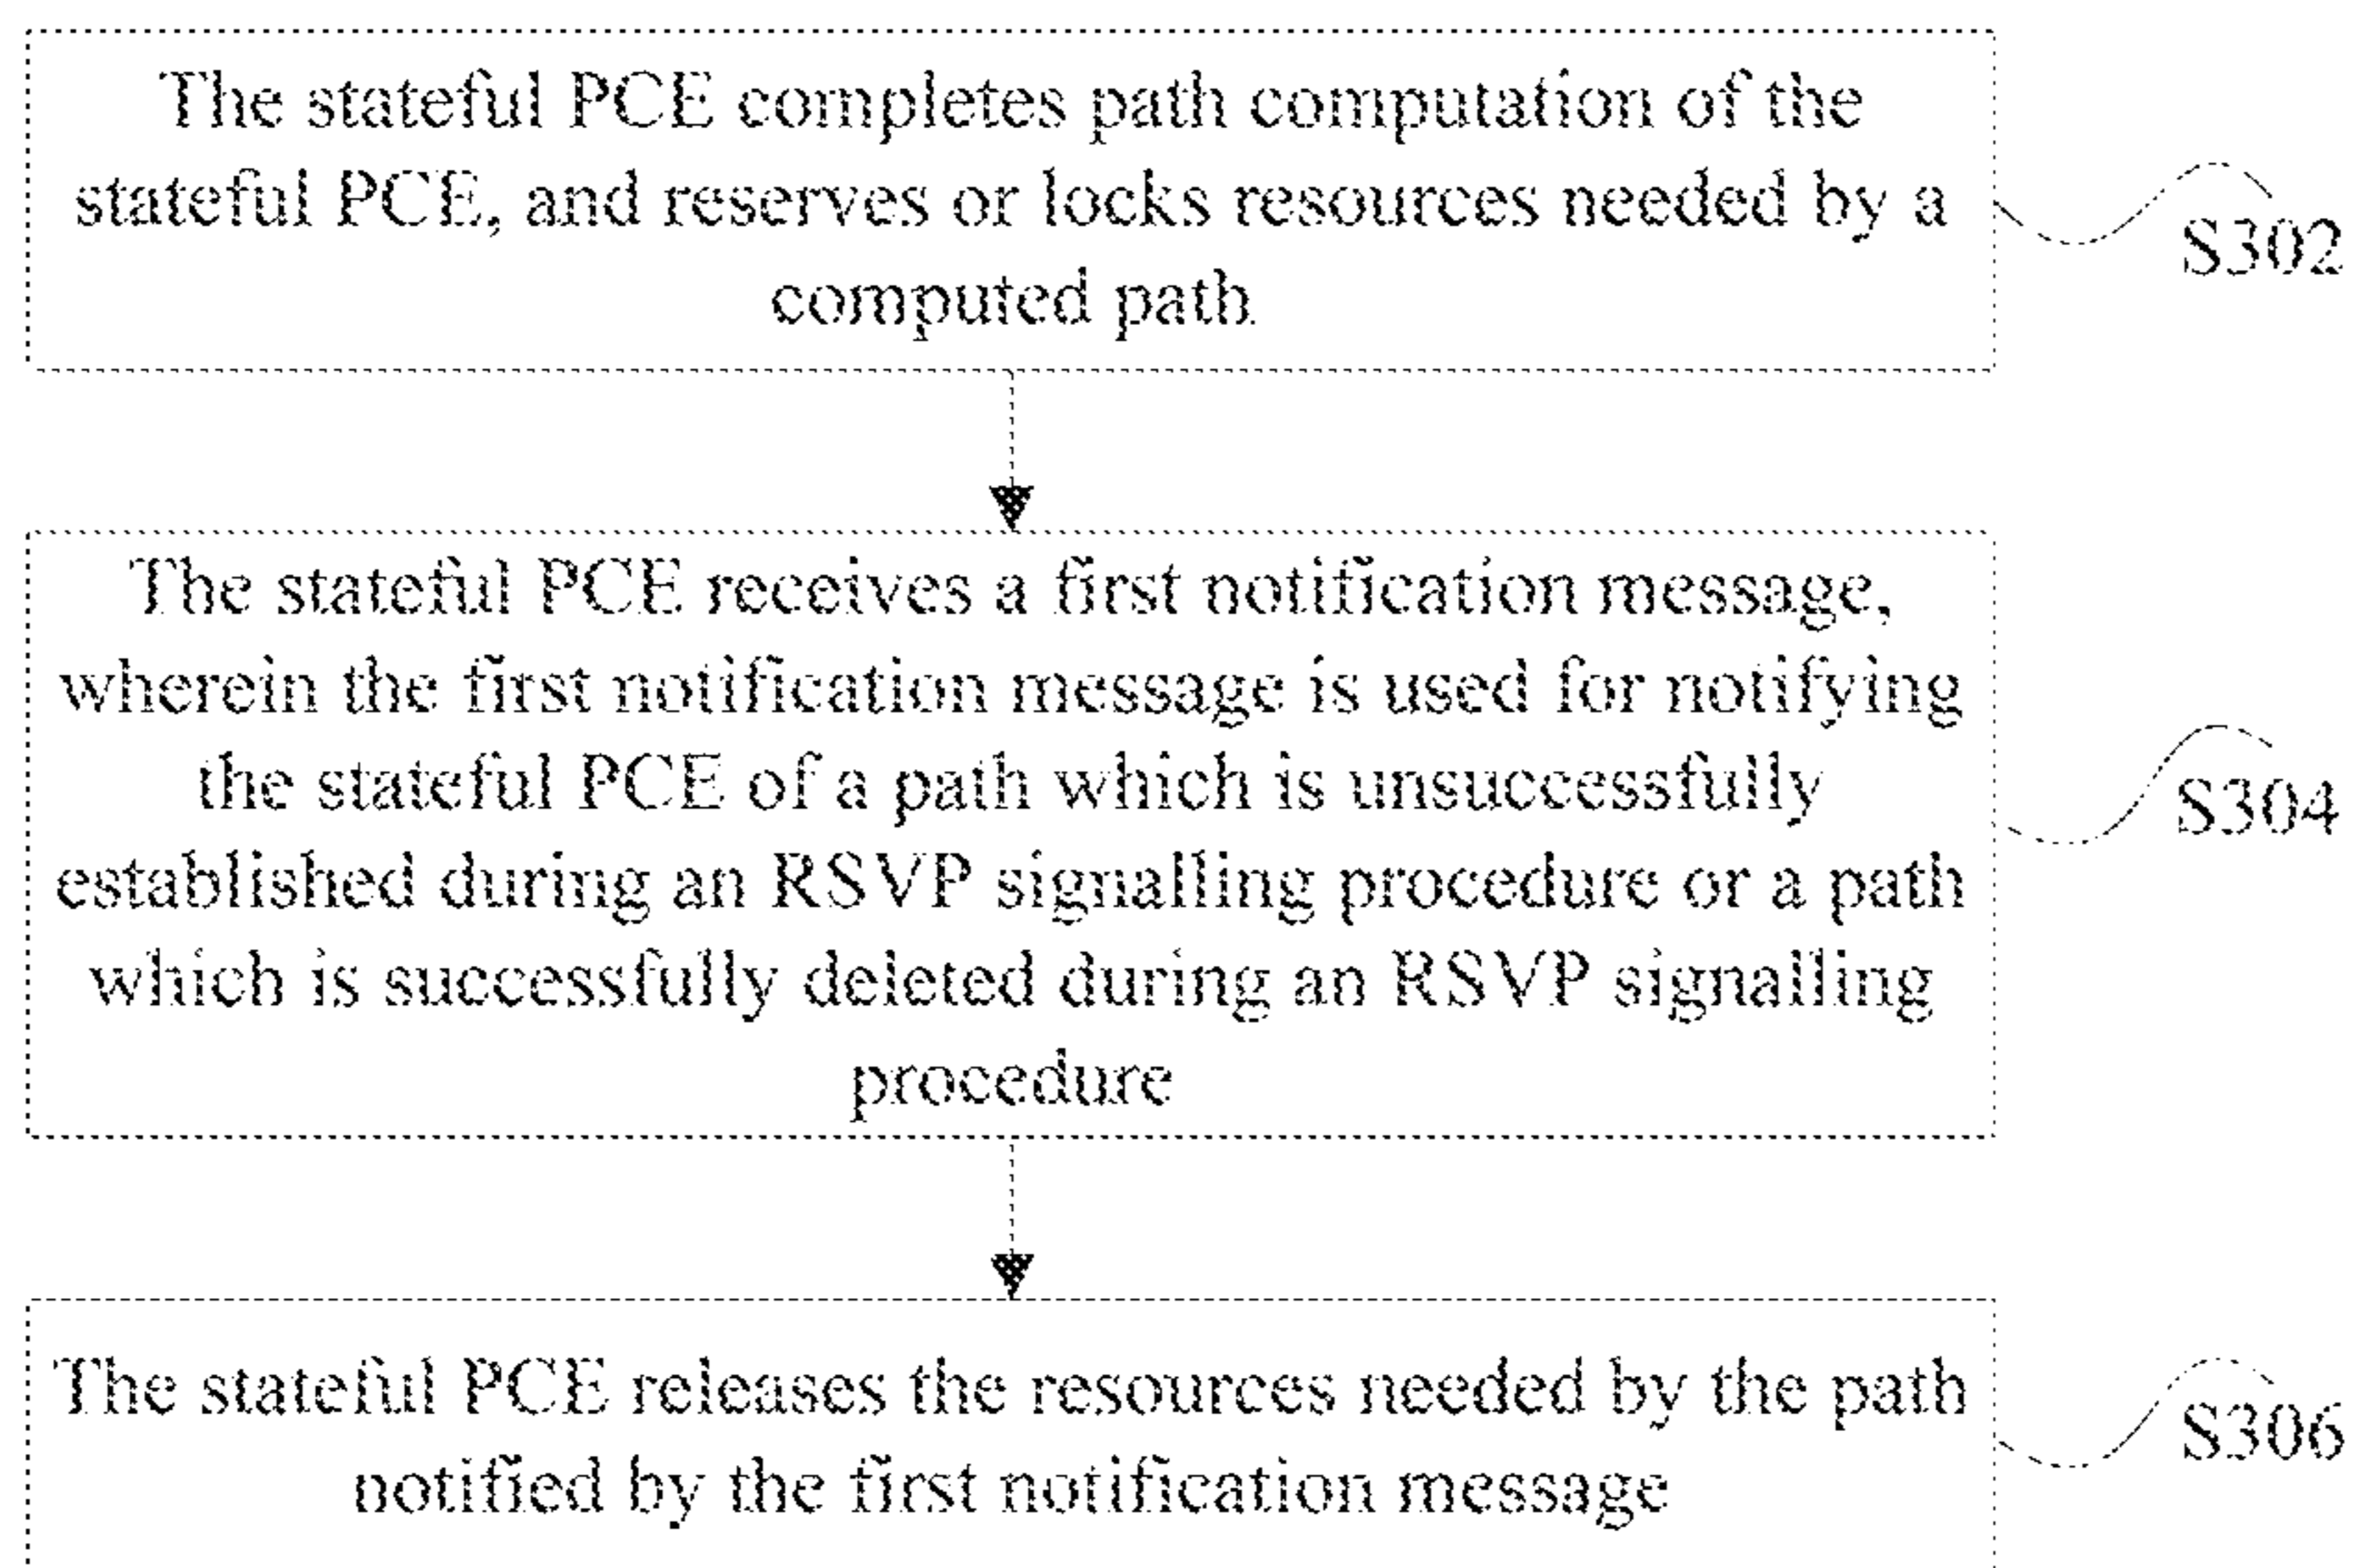 The stateful PCE completes path computation of the
stateful PCE, and reserves or locks resources needed by a
computed path
S302
The stateful PCE receives a first notification message,
wherein the first notification message is used for notifying
the stateful PCE of a path which is unsuccessfully
established during an RSVP signalling procedure or a path
which is successfully deleted during an RSVP signalling
procedure
S304
The stateful PCE releases the resources needed by the path
notified by the first notification message
S306